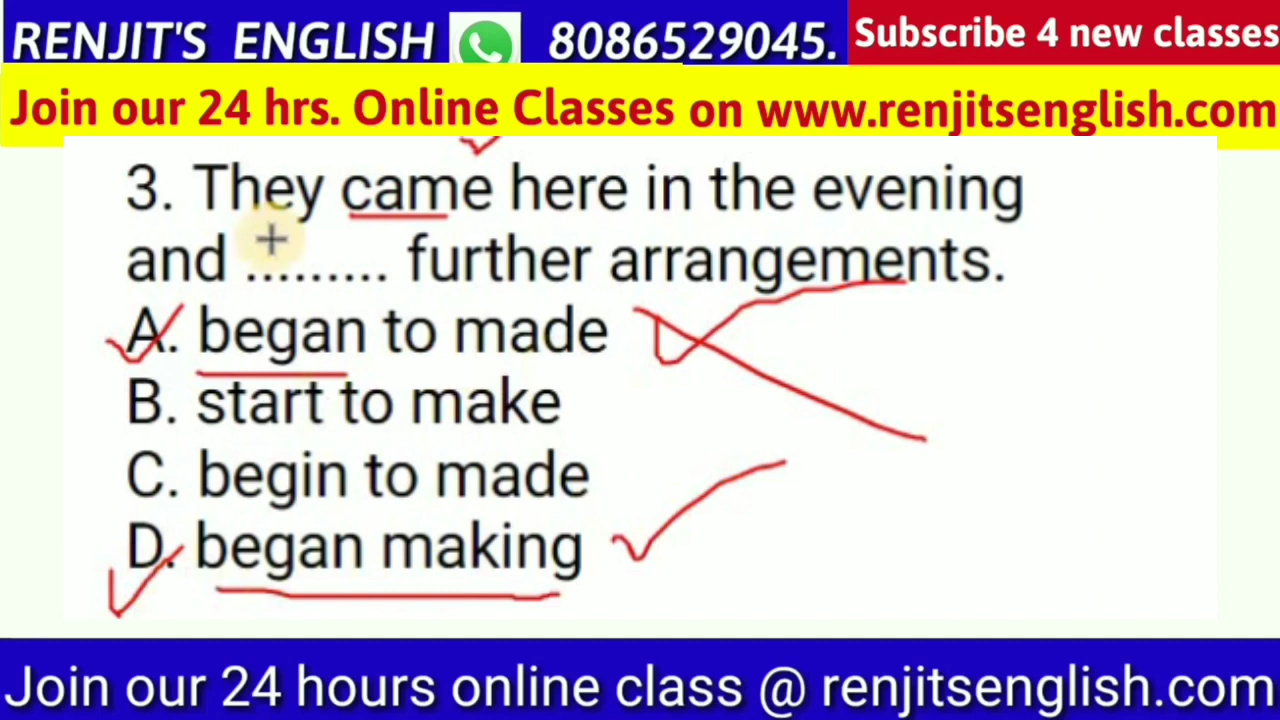 RENJIT'S ENGLISH 8086529045. Subscribe 4 new classes
Join our 24 hrs. Online Classes on www.renjitsenglish.com
3. They came here in the evening
and ......... further arrangements.
A. began to made
B. start to make
C. begin to made
D. began making
Join our 24 hours online class @ renjitsenglish.com